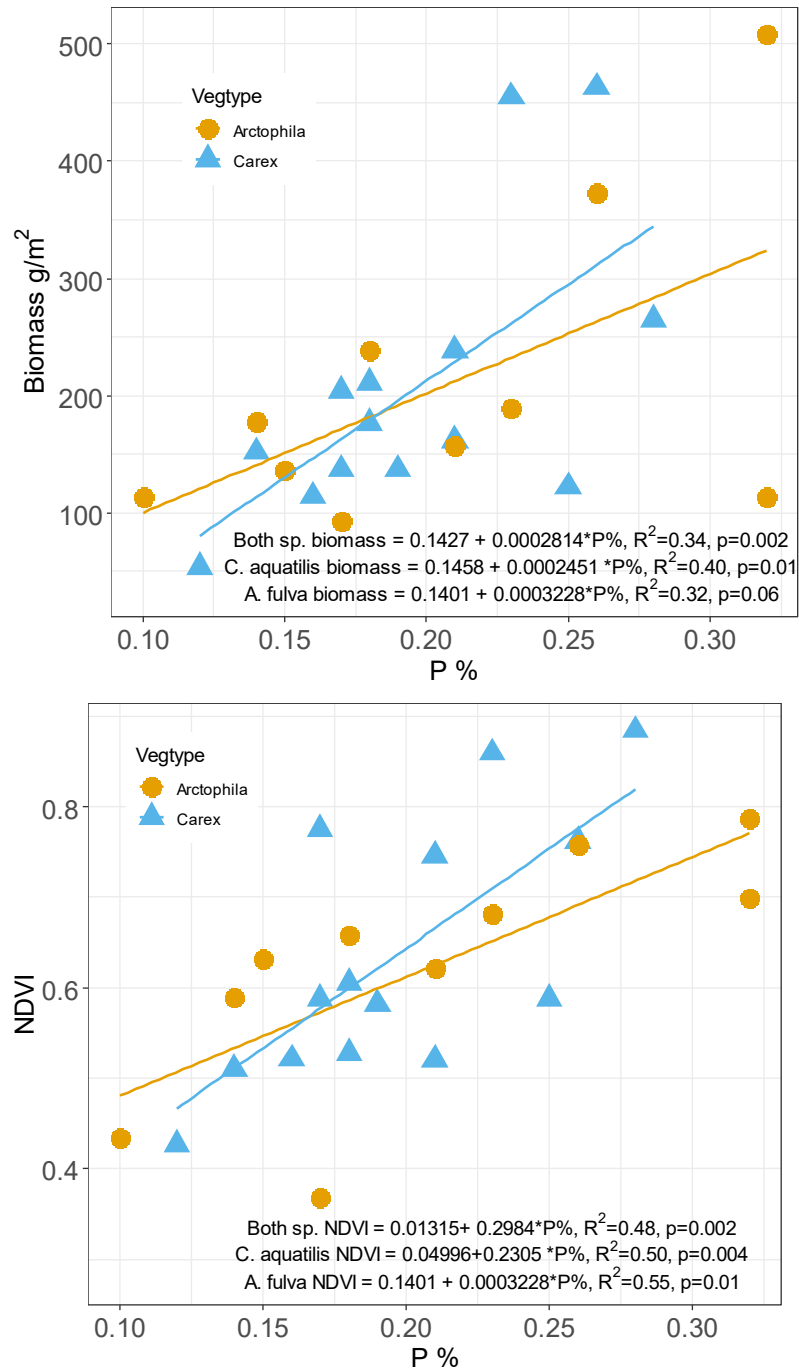 500
400
300
200
100
Biomass g/m²
Vegtype
Arctophila
Carex
Both sp. biomass = 0.1427 + 0.0002814*P%, R²=0.34, p=0.002
C. aquatilis biomass = 0.1458 + 0.0002451 *P%, R²=0.40, p=0.01
A. fulva biomass = 0.1401 + 0.0003228*P%, R²=0.32, p=0.06
0.10 0.15 0.20 0.25 0.30
P %
0.8
0.6
0.4
NDVI
Vegtype
Arctophila
Carex
Both sp. NDVI = 0.01315+ 0.2984*P%, R²=0.48, p=0.002
C. aquatilis NDVI = 0.04996+0.2305 *P%, R²=0.50, p=0.004
A. fulva NDVI = 0.1401 + 0.0003228*P%, R²=0.55, p=0.01
0.10 0.15 0.20 0.25 0.30
P %